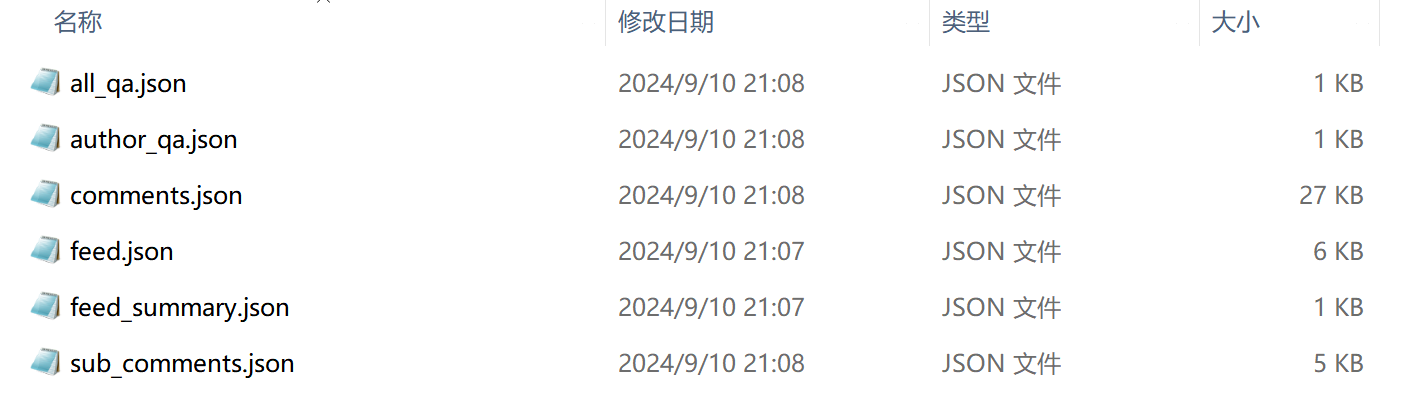 名称 修改日期 类型 大小
all_qa.json 2024/9/10 21:08 JSON 文件 1 KB
author_qa.json 2024/9/10 21:08 JSON 文件 1 KB
comments.json 2024/9/10 21:08 JSON 文件 27 KB
feed.json 2024/9/10 21:07 JSON 文件 6 KB
feed_summary.json 2024/9/10 21:07 JSON 文件 1 KB
sub_comments.json 2024/9/10 21:08 JSON 文件 5 KB